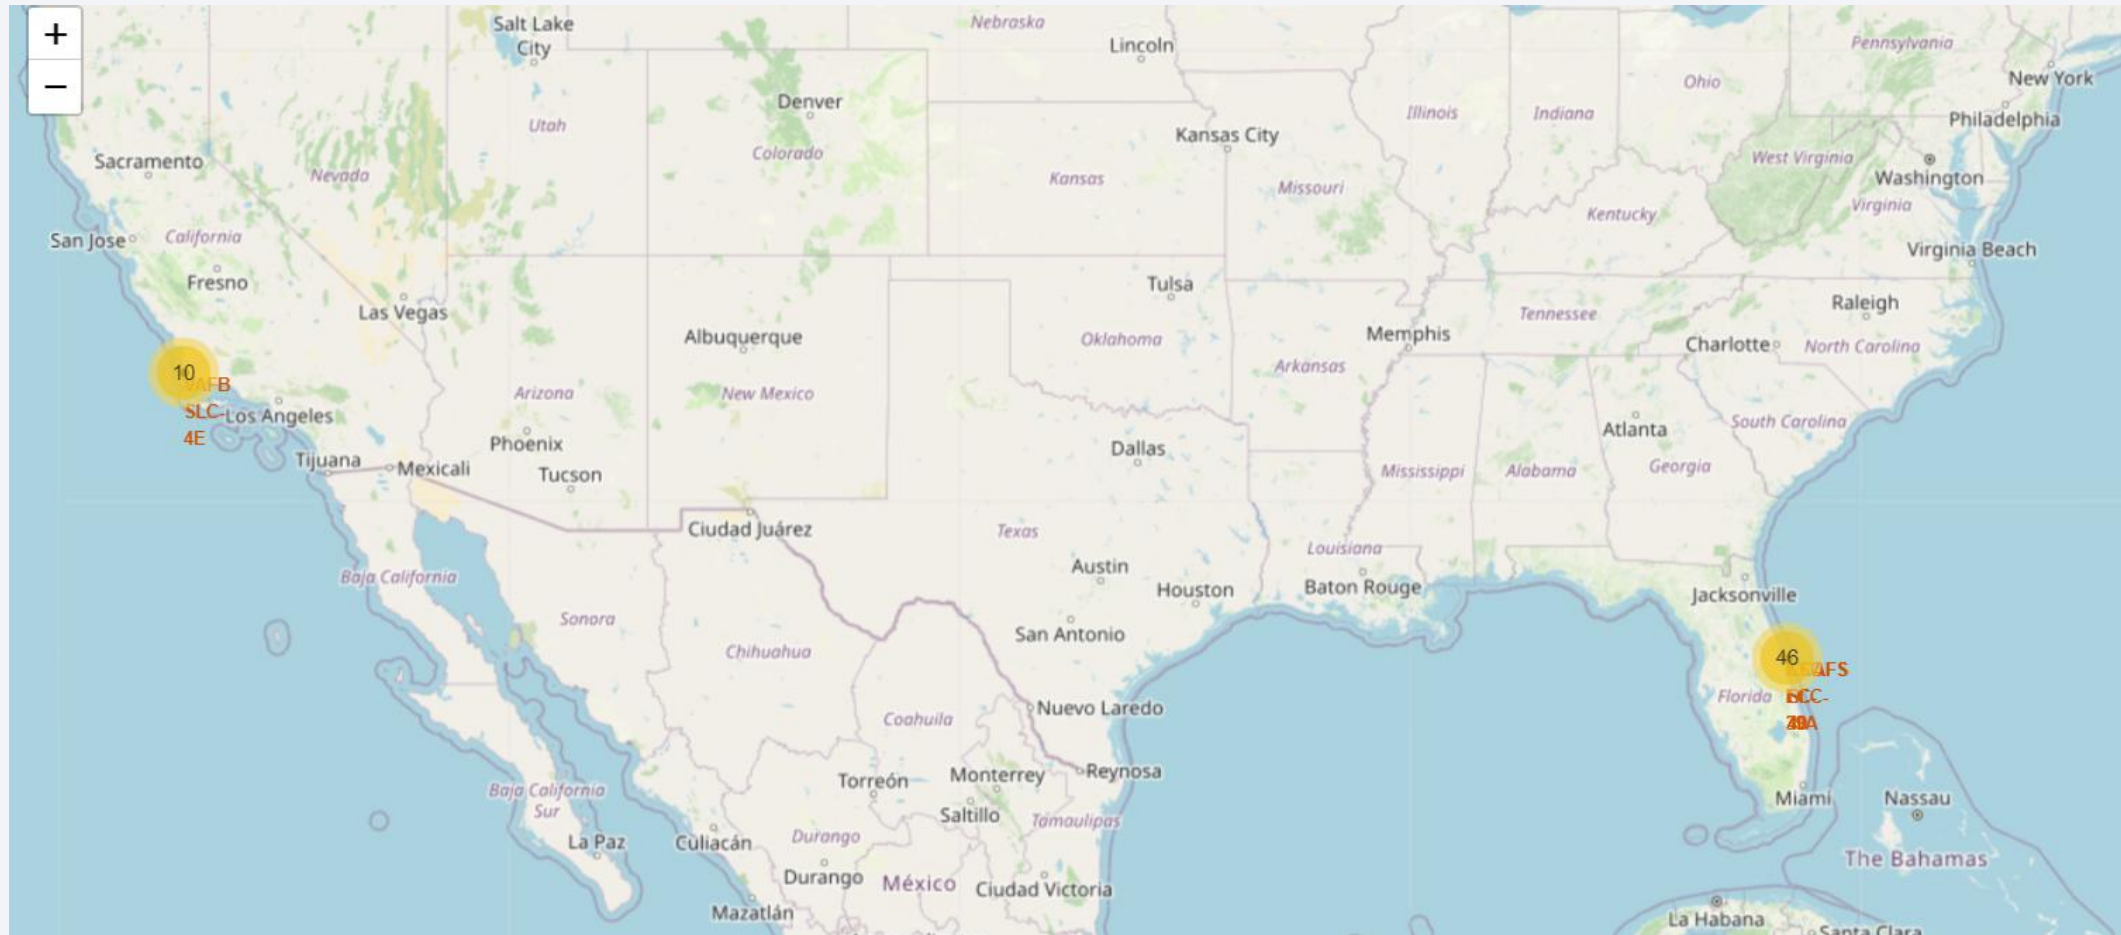 +
−
Salt Lake
City
Nebraska
Lincoln
Pennsylvania
New York
Denver
Ohio
Utah
Illinois
Indiana
Philadelphia
Kansas City
Colorado
Sacramento
West Virginia
Nevada
Kansas
Washington
Missouri
Virginia
Kentucky
San Jose
California
Virginia Beach
Fresno
Tulsa
Las Vegas
Raleigh
Tennessee
Albuquerque
Oklahoma
Memphis
Charlotte
North Carolina
10
Arkansas
VAFB
Arizona
New Mexico
SLC-
Los Angeles
South Carolina
4E
Phoenix
Atlanta
Dallas
Tijuana
Mexicali
Mississippi
Alabama
Georgia
Tucson
Ciudad Juárez
Texas
Louisiana
Austin
Baja California
Houston
Baton Rouge
Jacksonville
Sonora
San Antonio
Chihuahua
46
Florida
Nuevo Laredo
Coahuila
Reynosa
Torreón
Monterrey
Baja California
Sur
Miami
Nassau
Saltillo
Tamaulipas
La Paz
Culiacán
Durango
The Bahamas
Durango
México
Ciudad Victoria
Mazatlán
La Habana
Santa Clara